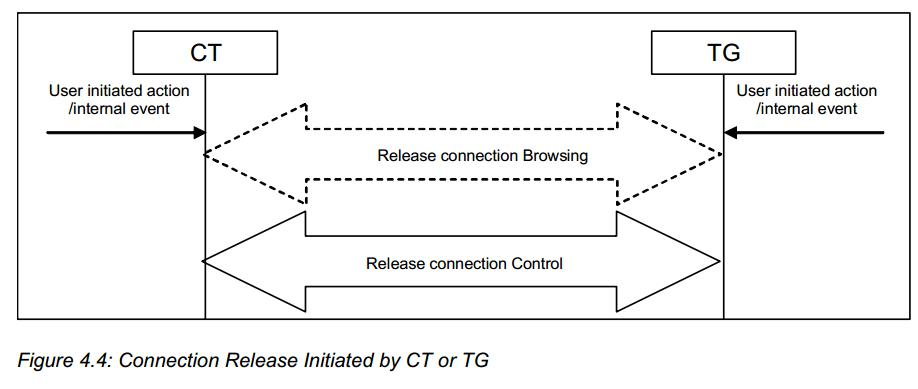 CT
TG
User initiated action
/internal event
User initiated action
/internal event
Release connection Browsing
Release connection Control
Figure 4.4: Connection Release Initiated by CT or TG